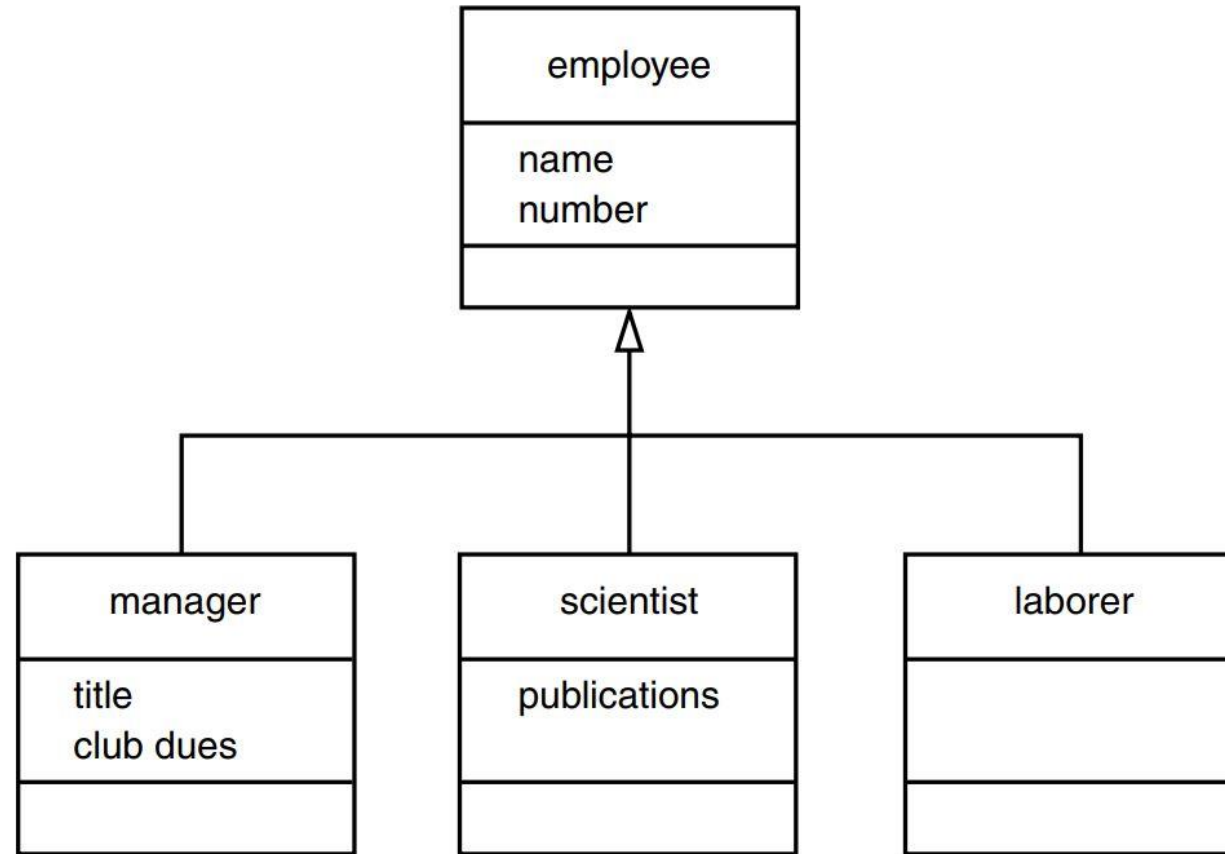 employee
name
number
manager
title
club dues
scientist
publications
laborer